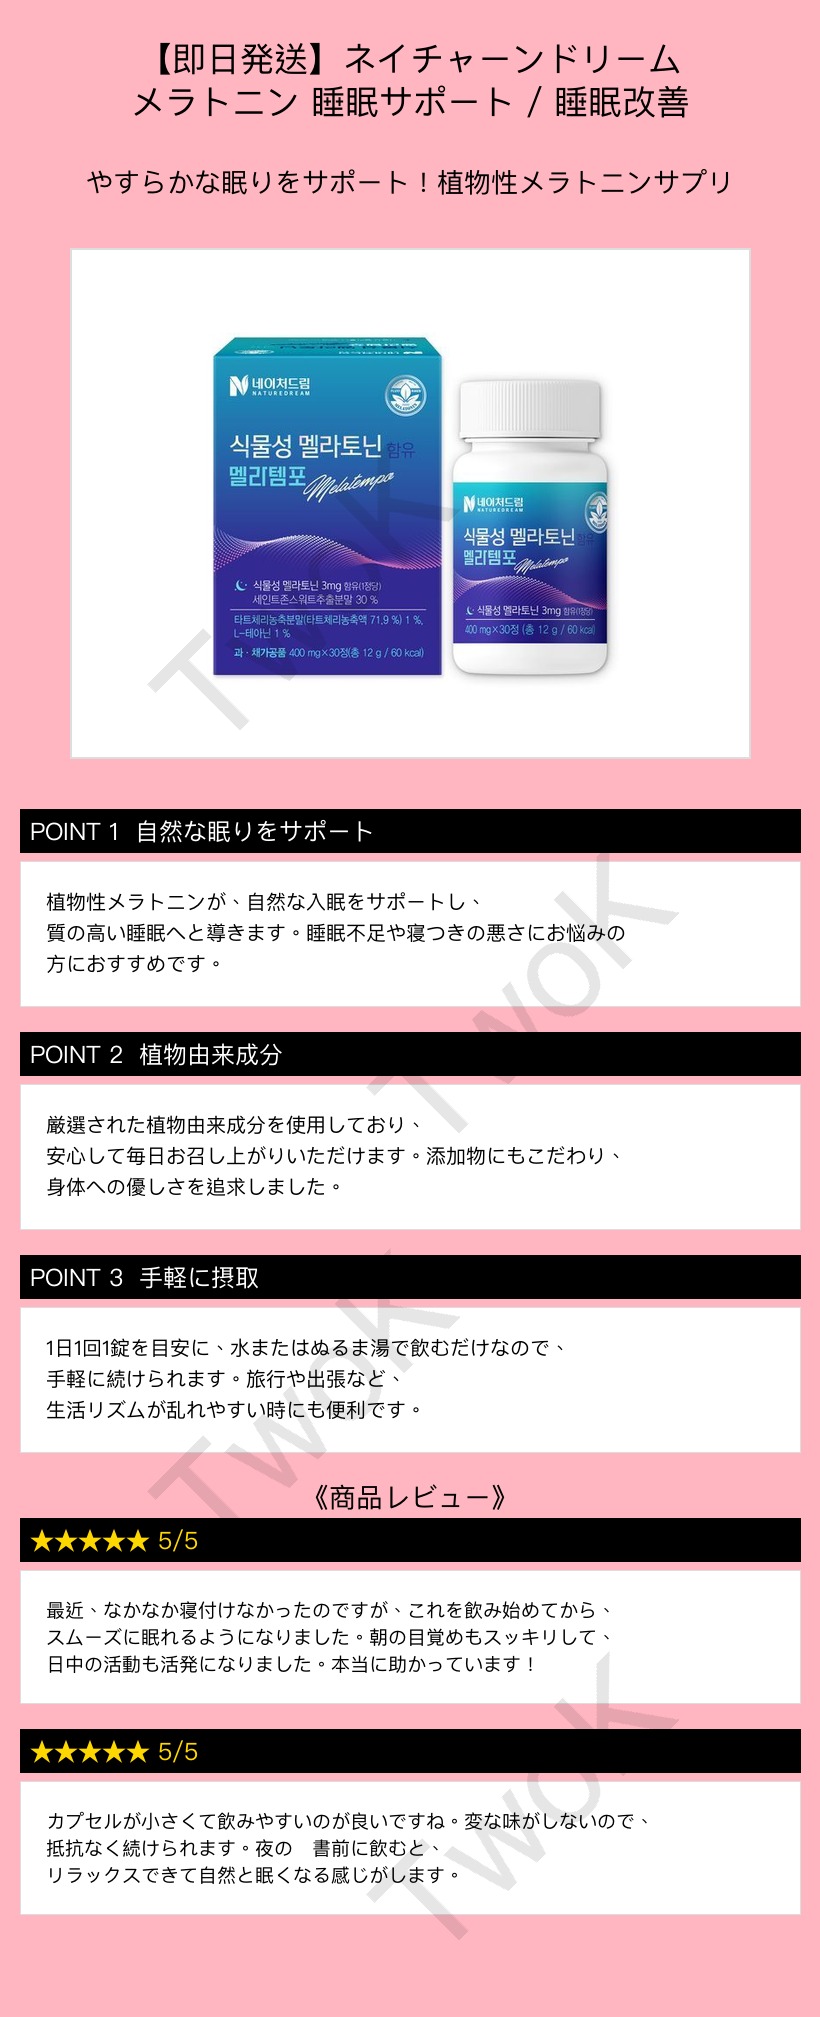 【即日発送】ネイチャーンドリーム
メラトニン 睡眠サポート / 睡眠改善
やすらかな眠りをサポート！植物性メラトニンサプリ
네이처드림
NATUREDREAM
식물성 멜라토닌 함유
멜라템포 Melatempo
식물성 멜라토닌 3mg 함유(1정당)
세인트존스워트추출분말 30 %
타트체리농축분말(타트체리농축액 71.9 %) 1 %,
L-테아닌 1 %
과·채가공품 400 mg×30정(총 12 g / 60 kcal)
네이처드림
NATUREDREAM
식물성 멜라토닌 함유
멜라템포 Melatempo
식물성 멜라토닌 3mg 함유(1정당)
400 mg×30정 (총 12 g / 60 kcal)
POINT 1 自然な眠りをサポート
植物性メラトニンが、自然な入眠をサポートし、
質の高い睡眠へと導きます。睡眠不足や寝つきの悪さにお悩みの
方におすすめです。
POINT 2 植物由来成分
厳選された植物由来成分を使用しており、
安心して毎日お召し上がりいただけます。添加物にもこだわり、
身体への優しさを追求しました。
POINT 3 手軽に摂取
1日1回1錠を目安に、水またはぬるま湯で飲むだけなので、
手軽に続けられます。旅行や出張など、
生活リズムが乱れやすい時にも便利です。
《商品レビュー》
★★★★★ 5/5
最近、なかなか寝付けなかったのですが、これを飲み始めてから、
スムーズに眠れるようになりました。朝の目覚めもスッキリして、
日中の活動も活発になりました。本当に助かっています！
★★★★★ 5/5
カプセルが小さくて飲みやすいのが良いですね。変な味がしないので、
抵抗なく続けられます。夜の　書前に飲むと、
リラックスできて自然と眠くなる感じがします。
TwoK
TwoK
TwoK
TwoK